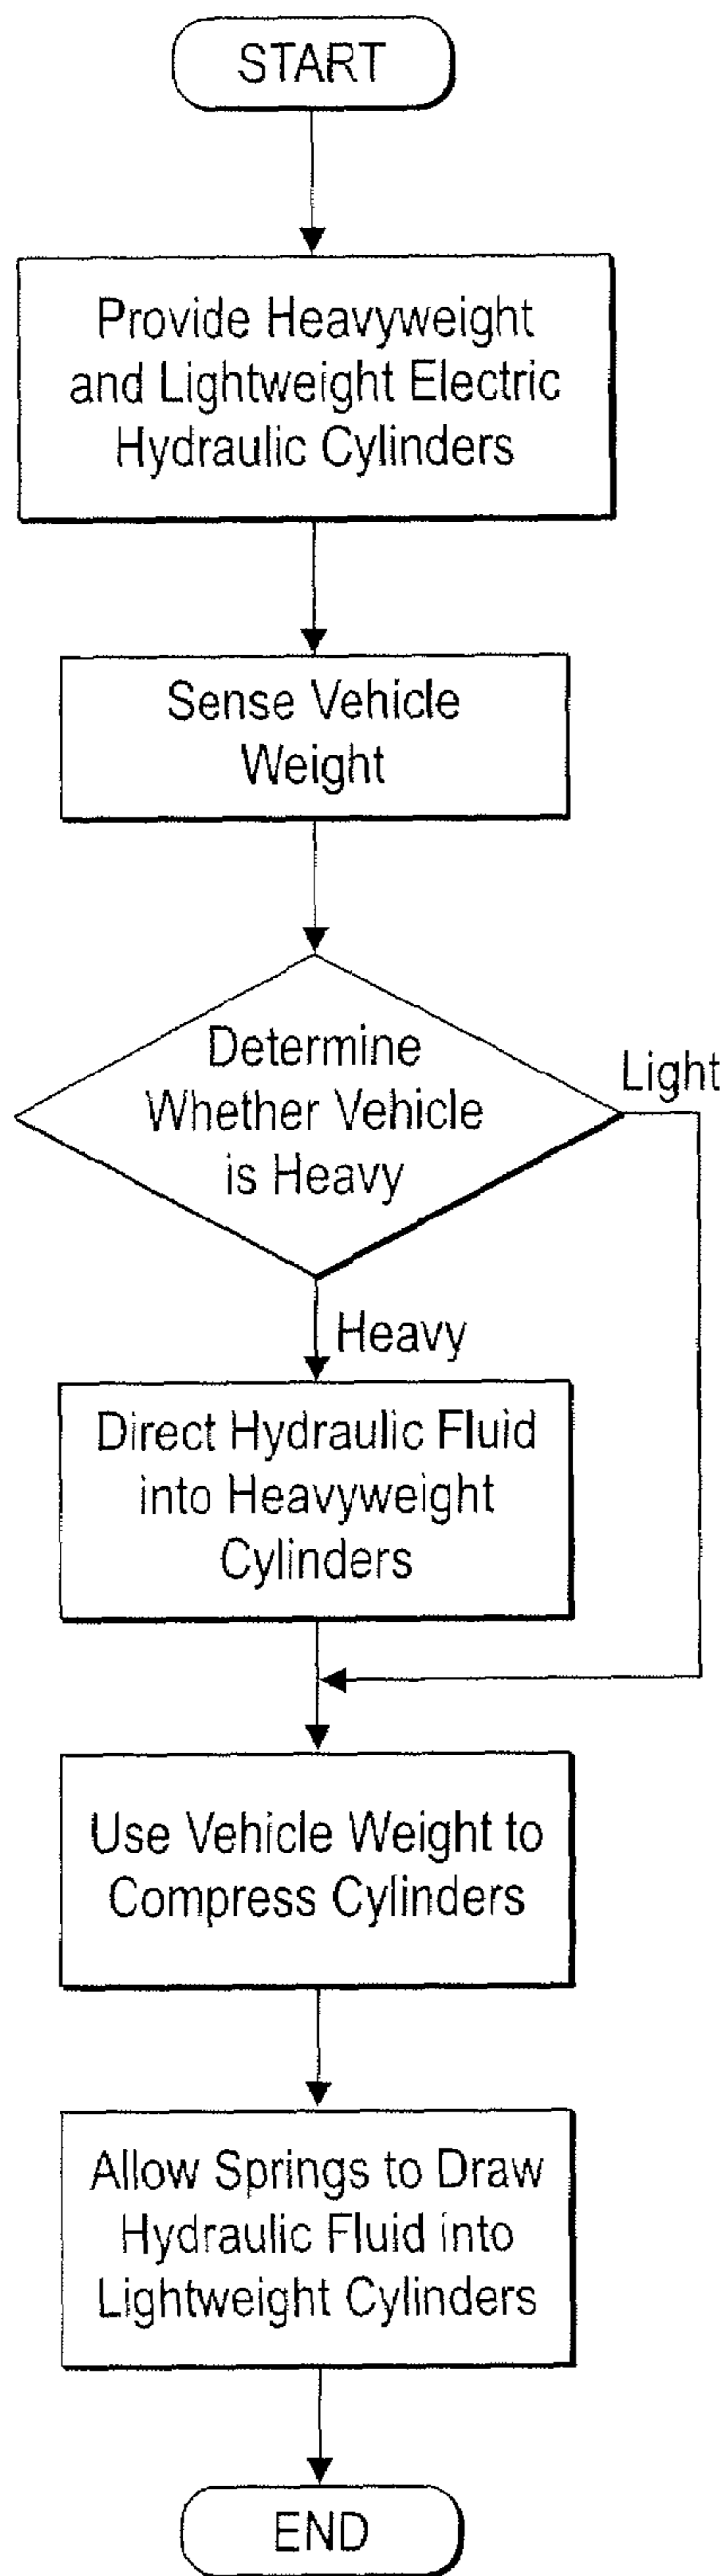 START
Provide Heavyweight
and Lightweight Electric
Hydraulic Cylinders
Sense Vehicle
Weight
Determine
Whether Vehicle
is Heavy
Light
Heavy
Direct Hydraulic Fluid
into Heavyweight
Cylinders
Use Vehicle Weight to
Compress Cylinders
Allow Springs to Draw
Hydraulic Fluid into
Lightweight Cylinders
END